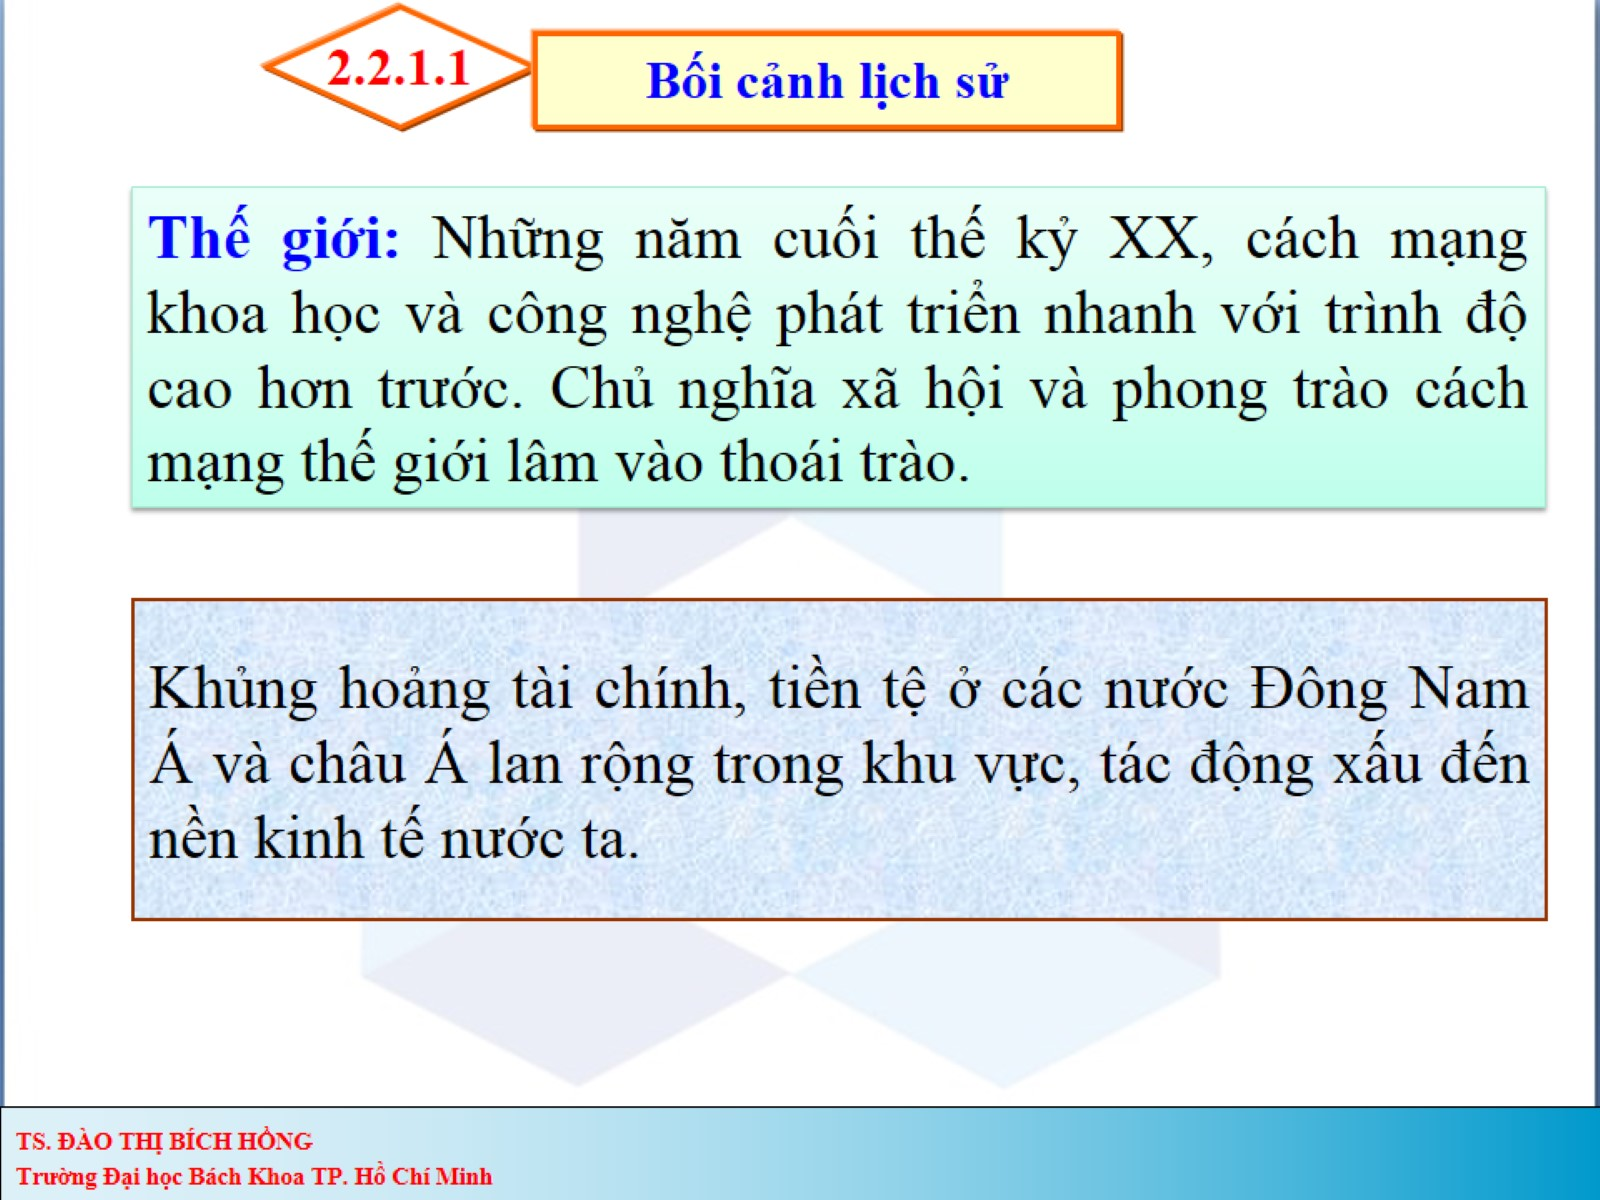 2.2.1.1
Bối cảnh lịch sử
Thế giới: Những năm cuối thế kỷ XX, cách mạng
khoa học và công nghệ phát triển nhanh với trình độ
cao hơn trước. Chủ nghĩa xã hội và phong trào cách
mạng thế giới lâm vào thoái trào.
Khủng hoảng tài chính, tiền tệ ở các nước Đông Nam
Á và châu Á lan rộng trong khu vực, tác động xấu đến
nền kinh tế nước ta.
TS. ĐÀO THỊ BÍCH HỒNG
Trường Đại học Bách Khoa TP. Hồ Chí Minh